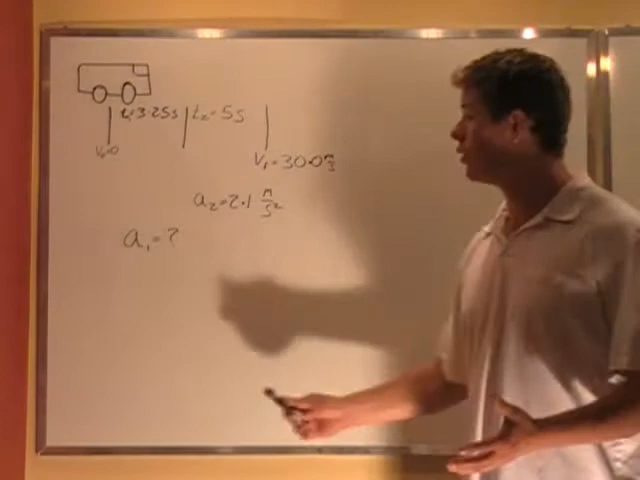 t₁=3.25s t₂=5s
V₀=0
V₁=30.0 m/s
a₂=2.1 m/s²
a₁=?